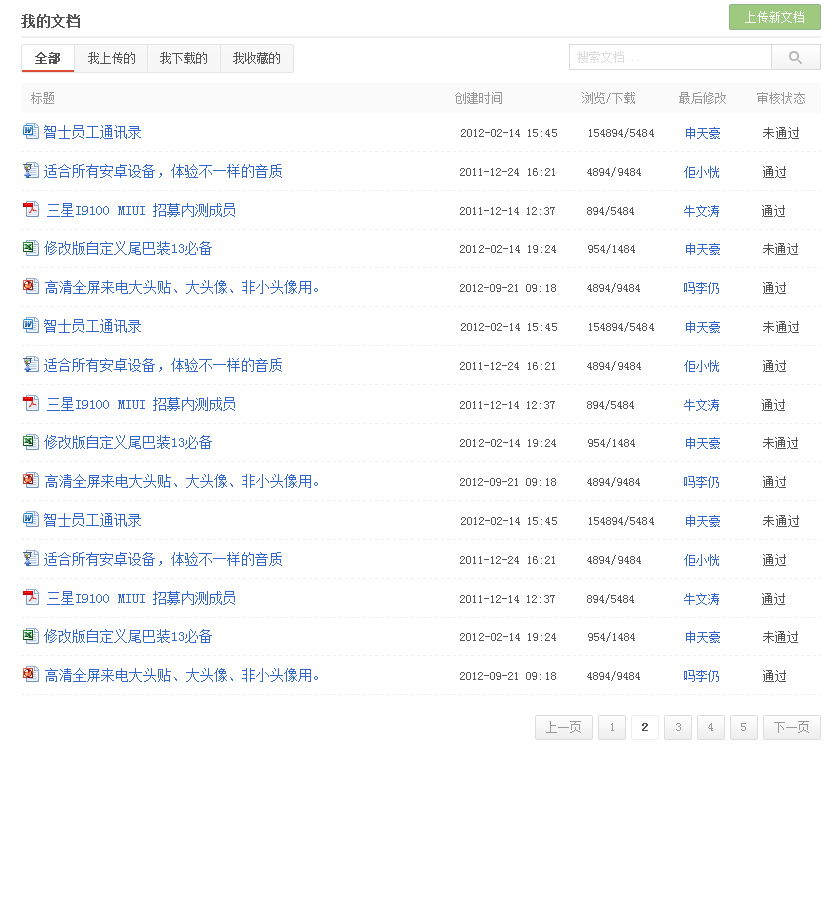 我的文档 上传新文档
全部 我上传的 我下载的 我收藏的 搜索文档...
标题 创建时间 浏览/下载 最后修改 审核状态
智士员工通讯录 2012-02-14 15:45 154894/5484 申天豪 未通过
适合所有安卓设备，体验不一样的音质 2011-12-24 16:21 4894/9484 佢小恍 通过
三星I9100 MIUI 招募内测成员 2011-12-14 12:37 894/5484 牛文涛 通过
修改版自定义尾巴装13必备 2012-02-14 19:24 954/1484 申天豪 未通过
高清全屏来电大头贴、大头像、非小头像用。 2012-09-21 09:18 4894/9484 吗李仍 通过
智士员工通讯录 2012-02-14 15:45 154894/5484 申天豪 未通过
适合所有安卓设备，体验不一样的音质 2011-12-24 16:21 4894/9484 佢小恍 通过
三星I9100 MIUI 招募内测成员 2011-12-14 12:37 894/5484 牛文涛 通过
修改版自定义尾巴装13必备 2012-02-14 19:24 954/1484 申天豪 未通过
高清全屏来电大头贴、大头像、非小头像用。 2012-09-21 09:18 4894/9484 吗李仍 通过
智士员工通讯录 2012-02-14 15:45 154894/5484 申天豪 未通过
适合所有安卓设备，体验不一样的音质 2011-12-24 16:21 4894/9484 佢小恍 通过
三星I9100 MIUI 招募内测成员 2011-12-14 12:37 894/5484 牛文涛 通过
修改版自定义尾巴装13必备 2012-02-14 19:24 954/1484 申天豪 未通过
高清全屏来电大头贴、大头像、非小头像用。 2012-09-21 09:18 4894/9484 吗李仍 通过
上一页 1 2 3 4 5 下一页